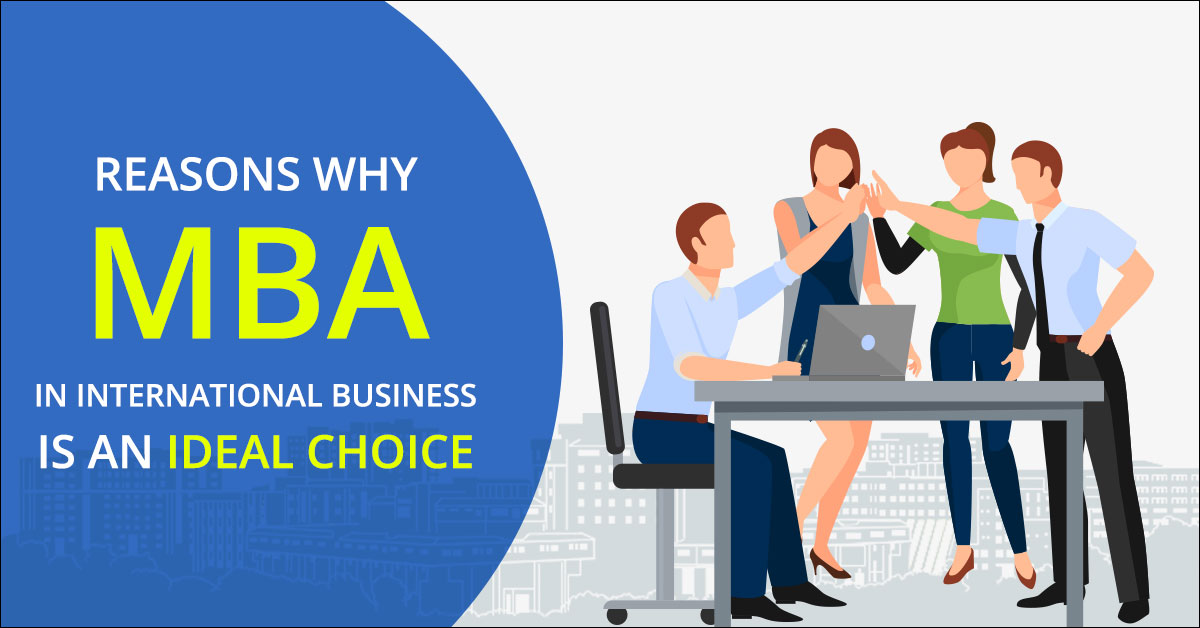 REASONS WHY
MBA
IN INTERNATIONAL BUSINESS
IS AN IDEAL CHOICE